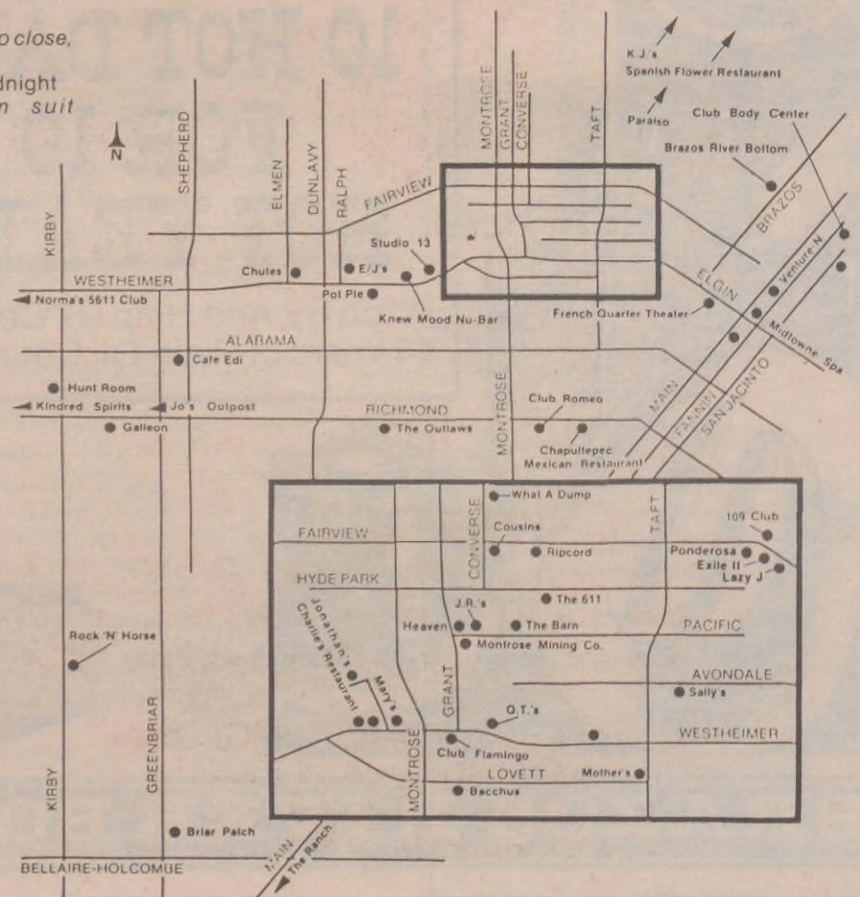 o close,
dnight
n suit
N
K.J.'s
Spanish Flower Restaurant
Paraiso
Club Body Center
Brazos River Bottom
BRAZOS
MONTROSE
GRANT
CONVERSE
TAFT
SHEPHERD
ELMEN
DUNLAVY
RALPH
FAIRVIEW
KIRBY
Studio 13
Chutes
E/J's
WESTHEIMER
Norma's 5611 Club
Pot Pie
Knew Mood Nu-Bar
ELGIN
Venture-N
French Quarter Theater
Midtowne Spa
ALABAMA
Cafe Edi
Hunt Room
Kindred Spirits
Jo's Outpost
RICHMOND
MONTROSE
Club Romeo
MAIN
FANNIN
SAN JACINTO
Galleon
The Outlaws
Chapultepec
Mexican Restaurant
What A Dump
CONVERSE
TAFT
109 Club
FAIRVIEW
Cousins
Ripcord
Ponderosa
Exile II
Lazy J
HYDE PARK
The 611
J.R.'s
Heaven
The Barn
PACIFIC
Montrose Mining Co.
Jonathan's
Charlie's Restaurant
Mary's
GRANT
AVONDALE
Sally's
Q.T.'s
WESTHEIMER
Club Flamingo
MONTROSE
LOVETT
Mother's
Bacchus
Rock 'N' Horse
KIRBY
GREENBRIAR
Briar Patch
MAIN
The Ranch
BELLAIRE-HOLCOMBE